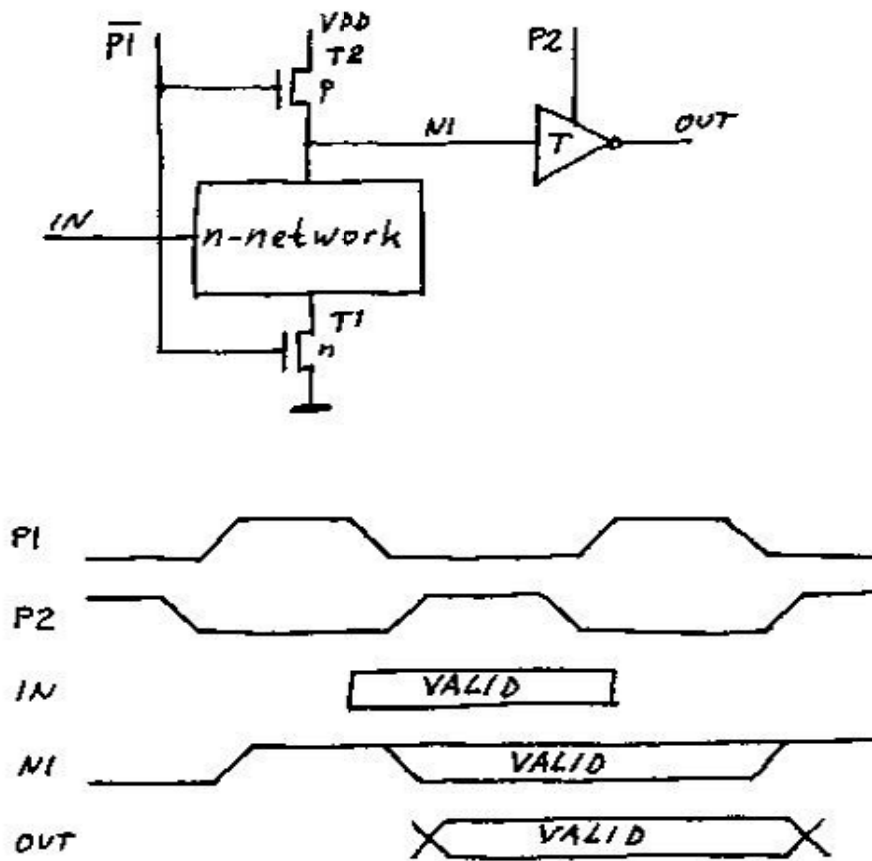 P1
VDD
T2
P
P2
N1
T
OUT
IN
n-network
T1
n
P1
P2
IN
VALID
N1
VALID
OUT
VALID